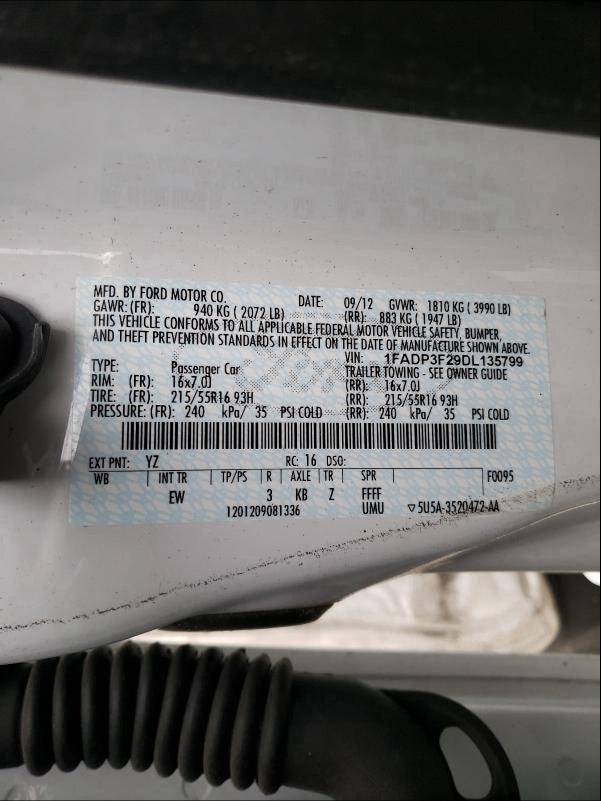 MFD. BY FORD MOTOR CO. DATE: 09/12 GVWR: 1810 KG ( 3990 LB)
GAWR: (FR): 940 KG ( 2072 LB) (RR): 883 KG ( 1947 LB)
THIS VEHICLE CONFORMS TO ALL APPLICABLE FEDERAL MOTOR VEHICLE SAFETY, BUMPER,
AND THEFT PREVENTION STANDARDS IN EFFECT ON THE DATE OF MANUFACTURE SHOWN ABOVE.
VIN: 1FADP3F29DL135799
TYPE: Passenger Car TRAILER TOWING - SEE OWNER GUIDE
RIM: (FR): 16x7.0J (RR): 16x7.0J
TIRE: (FR): 215/55R16 93H (RR): 215/55R16 93H
PRESSURE: (FR): 240 kPa/ 35 PSI COLD (RR): 240 kPa/ 35 PSI COLD
EXT PNT: YZ RC: 16 DSO:
WB INT TR TP/PS R AXLE TR SPR F0095
EW 3 KB Z FFFF
1201209081336 UMU ▽5U5A-3520472-AA